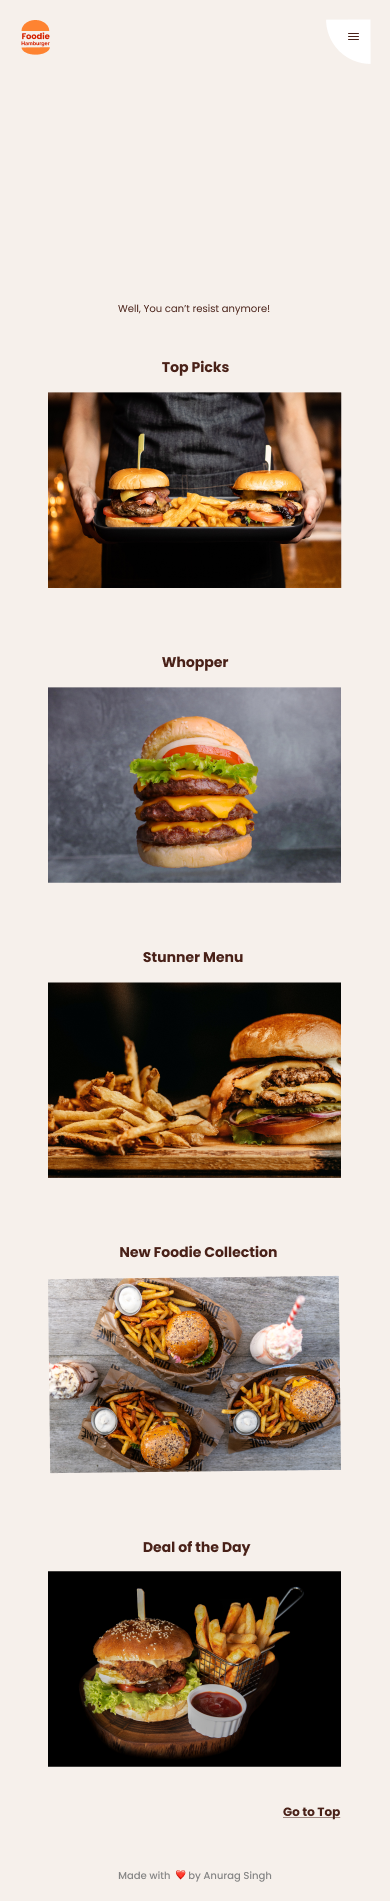 Foodie
Hamburger
Well, You can't resist anymore!
Top Picks
Whopper
Stunner Menu
New Foodie Collection
Deal of the Day
Go to Top
Made with ❤️ by Anurag Singh